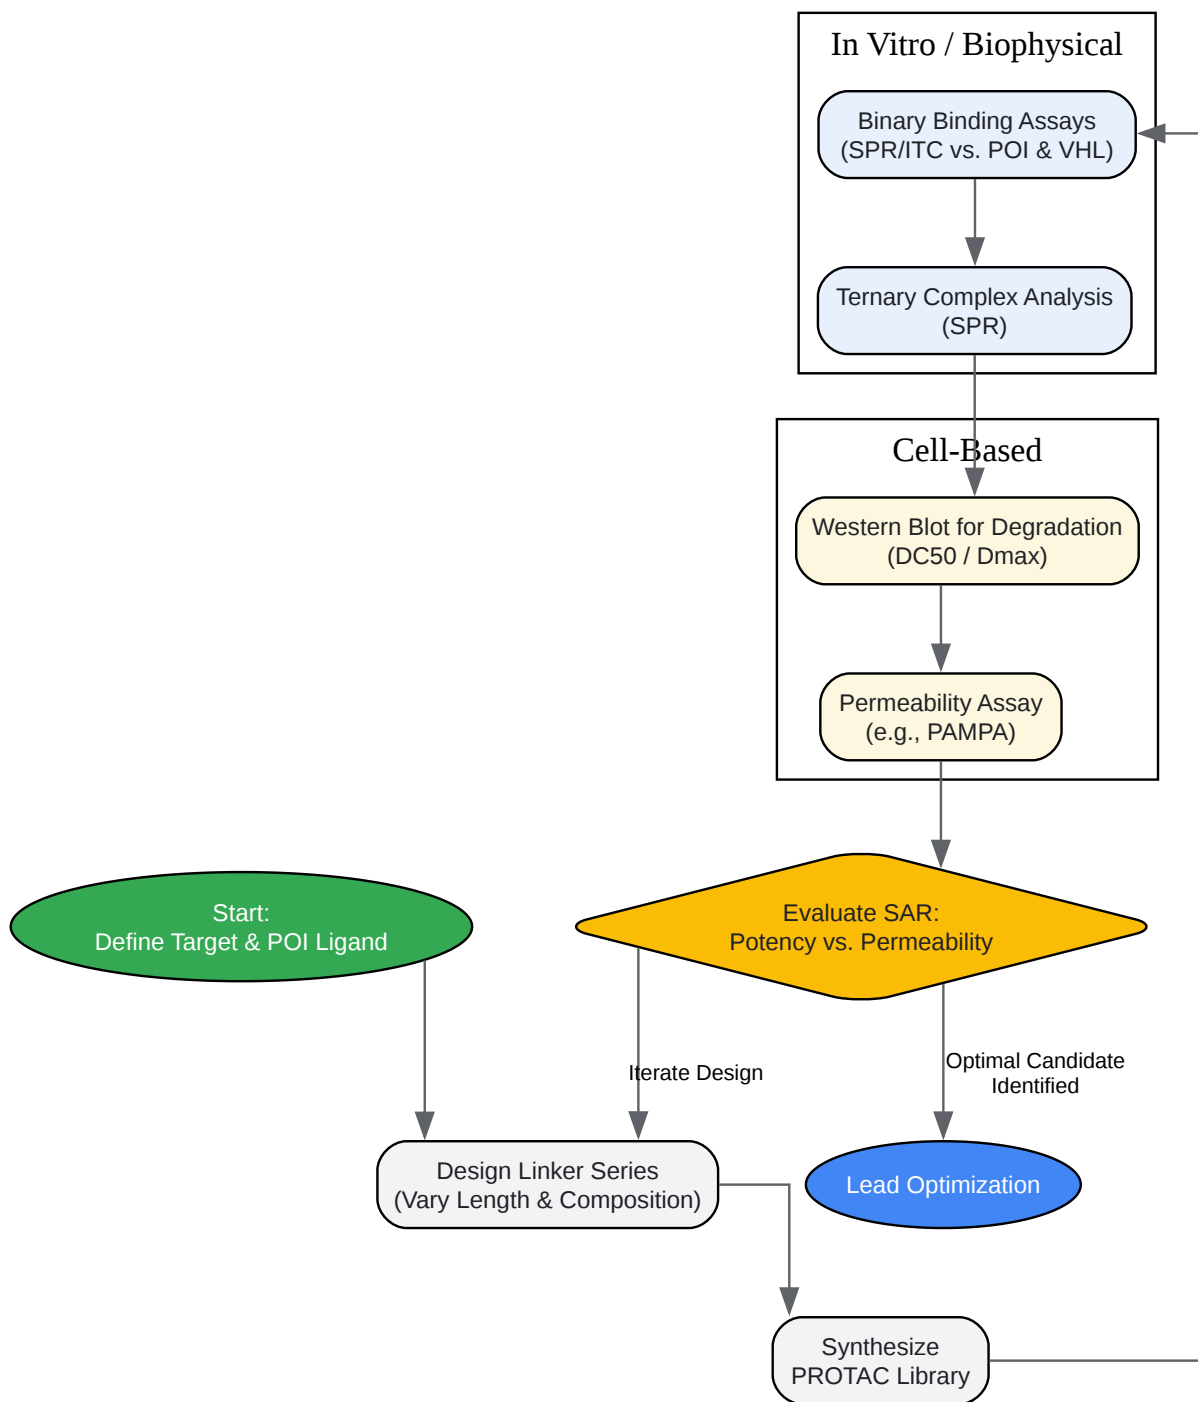 In Vitro / Biophysical
Binary Binding Assays
(SPR/ITC vs. POI & VHL)
Ternary Complex Analysis
(SPR)
Cell-Based
Western Blot for Degradation
(DC50 / Dmax)
Permeability Assay
(e.g., PAMPA)
Start:
Define Target & POI Ligand
Evaluate SAR:
Potency vs. Permeability
Iterate Design
Optimal Candidate
Identified
Design Linker Series
(Vary Length & Composition)
Lead Optimization
Synthesize
PROTAC Library